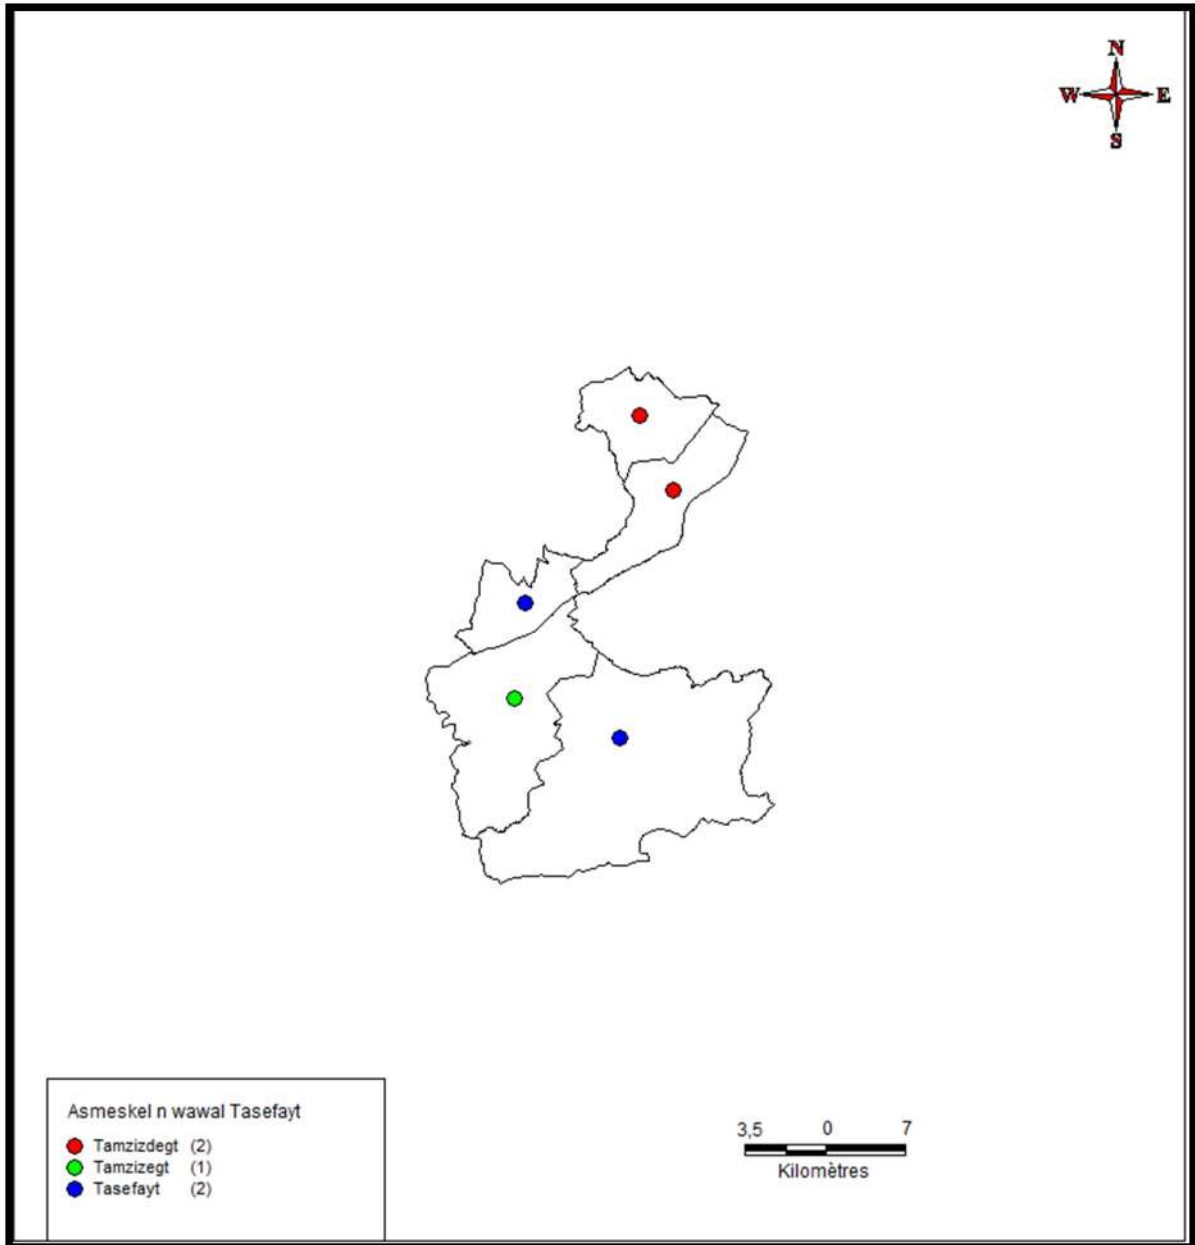 N
W E
S
Asmeskel n wawal Tasefayt
Tamzizdegt (2)
Tamzizegt (1)
Tasefayt (2)
3,5 0 7
Kilomètres